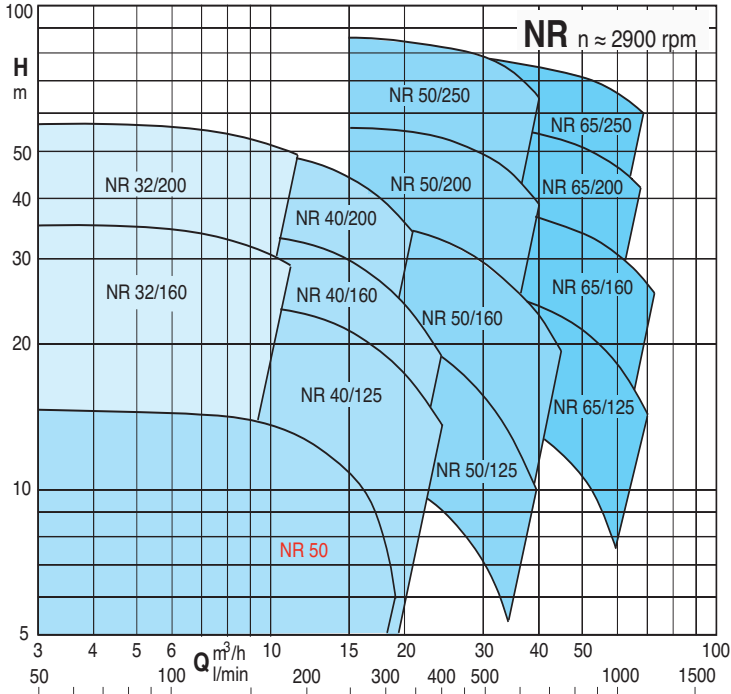 100
H
m
50
40
30
20
10
5
NR n ≈ 2900 rpm
NR 50/250
NR 65/250
NR 32/200
NR 50/200
NR 65/200
NR 40/200
NR 32/160
NR 40/160
NR 65/160
NR 50/160
NR 40/125
NR 65/125
NR 50/125
NR 50
3 4 5 6 10 15 20 30 40 50 100
Q m³/h
l/min
50 100 200 300 400 500 1000 1500